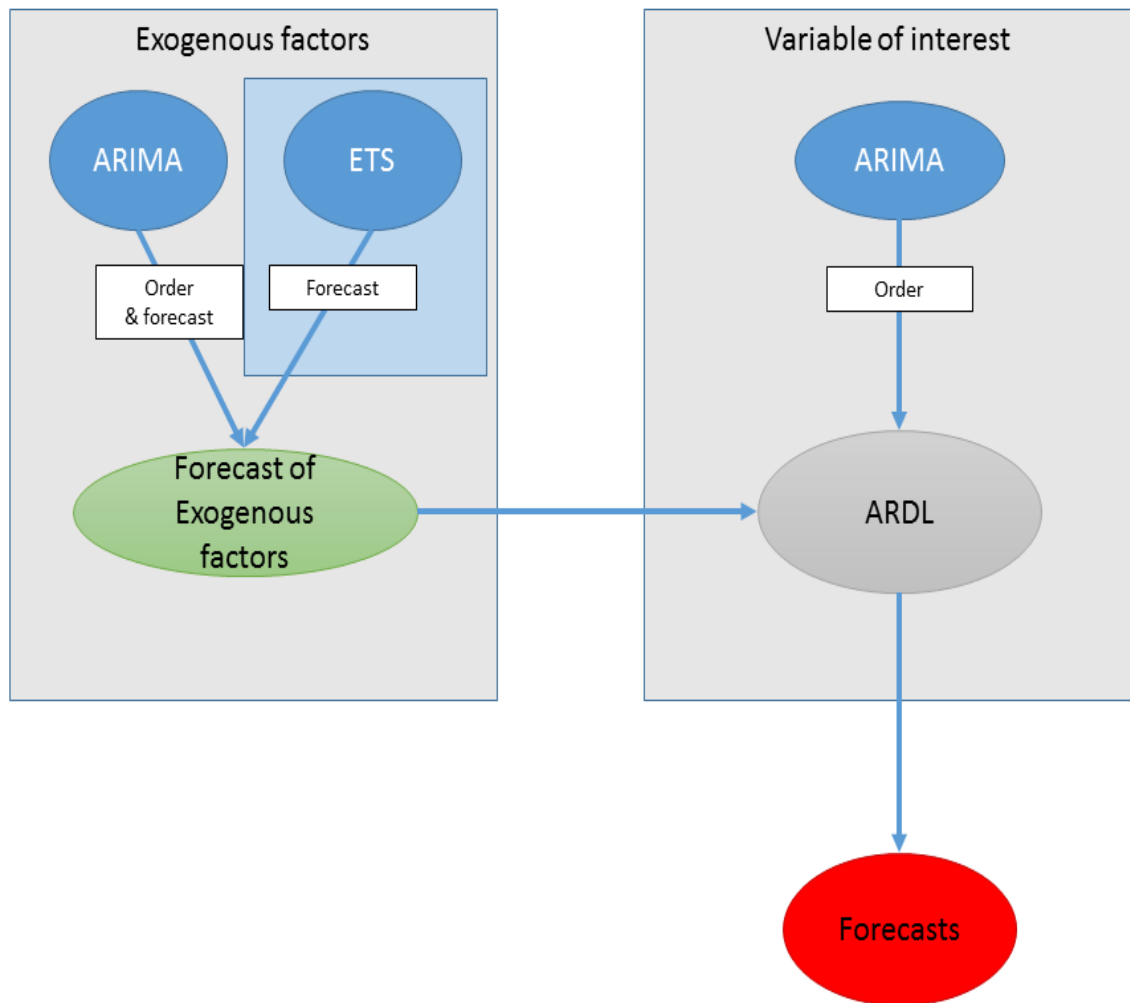 Exogenous factors
ARIMA
ETS
Order
& forecast
Forecast
Forecast of
Exogenous
factors
Variable of interest
ARIMA
Order
ARDL
Forecasts